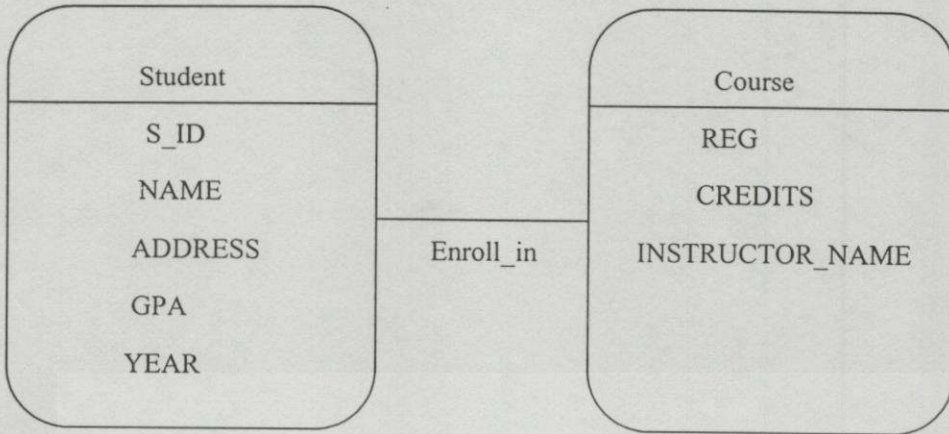 Student
S_ID
NAME
ADDRESS
GPA
YEAR
Enroll_in
Course
REG
CREDITS
INSTRUCTOR_NAME